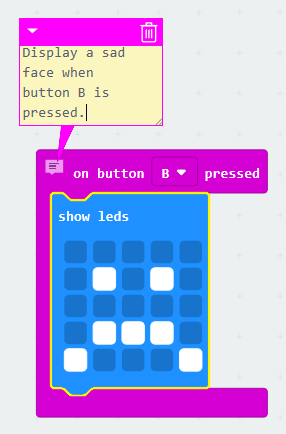 Display a sad
face when
button B is
pressed.
on button B pressed
show leds